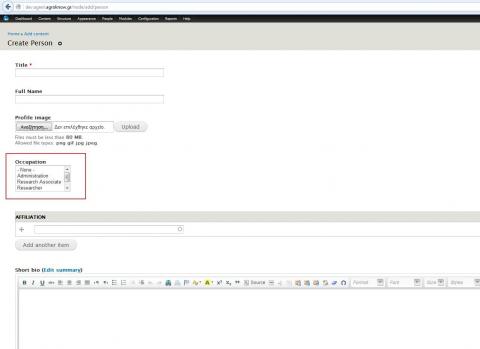 dev.agent.agroknow.gr/node/add/person
Dashboard Content Structure Appearance People Modules Configuration Reports Help
Home » Add content
Create Person
Title *
Full Name
Profile image
Αναζήτηση... Δεν επιλέχθηκε αρχείο. Upload
Files must be less than 80 MB.
Allowed file types: png gif jpg jpeg.
Occupation
- None -
Administration
Research Associate
Researcher
AFFILIATION
Add another item
Short bio (Edit summary)
B I U Source Format Font Size Styles